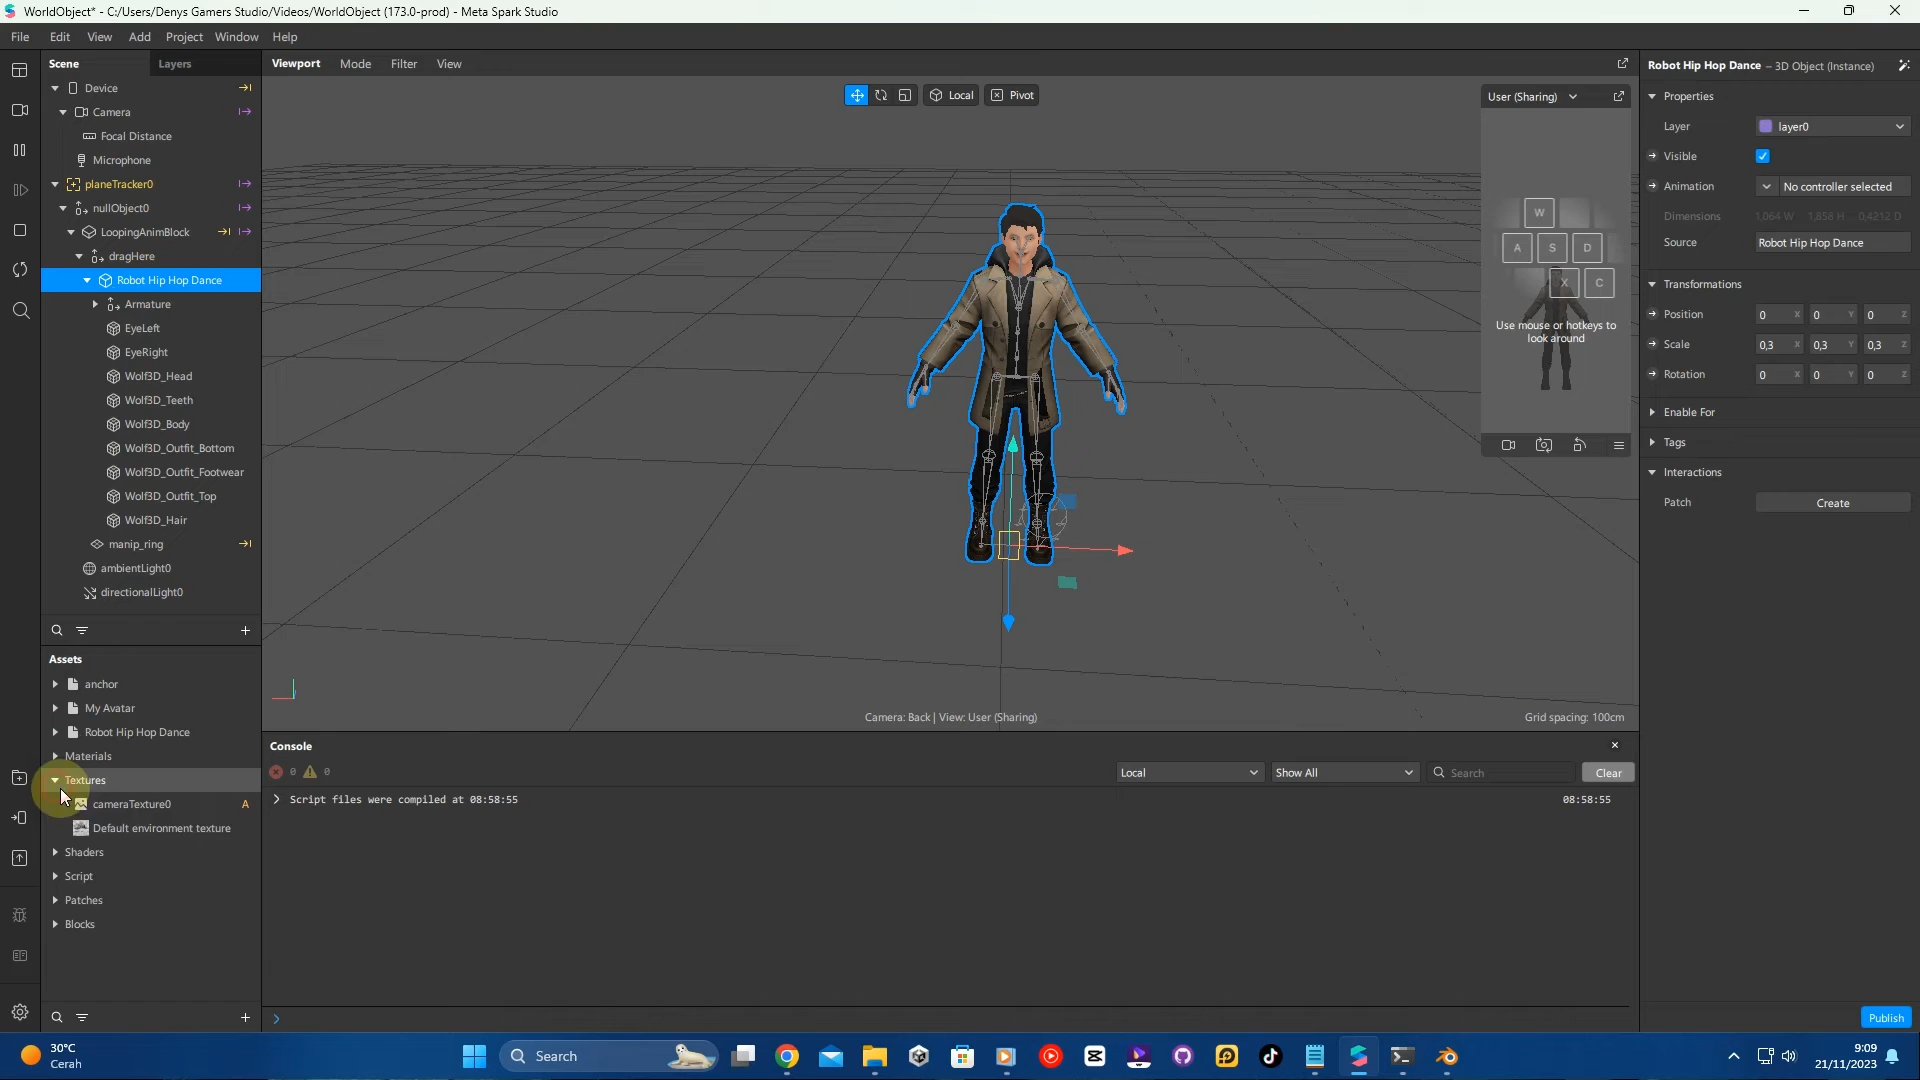 WorldObject* - C:/Users/Denys Gamers Studio/Videos/WorldObject (173.0-prod) - Meta Spark Studio
File Edit View Add Project Window Help
Scene Layers
Device
Camera
Focal Distance
Microphone
planeTracker0
nullObject0
LoopingAnimBlock
dragHere
Robot Hip Hop Dance
Armature
EyeLeft
EyeRight
Wolf3D_Head
Wolf3D_Teeth
Wolf3D_Body
Wolf3D_Outfit_Bottom
Wolf3D_Outfit_Footwear
Wolf3D_Outfit_Top
Wolf3D_Hair
manip_ring
ambientLight0
directionalLight0
Assets
anchor
My Avatar
Robot Hip Hop Dance
Materials
Textures
cameraTexture0 A
Default environment texture
Shaders
Script
Patches
Blocks
Viewport Mode Filter View
Local Pivot
User (Sharing)
W
A S D
X C
Use mouse or hotkeys to
look around
Camera: Back | View: User (Sharing)
Grid spacing: 100cm
Console
0 0
Local Show All Search Clear
Script files were compiled at 08:58:55 08:58:55
Robot Hip Hop Dance – 3D Object (Instance)
Properties
Layer layer0
Visible
Animation No controller selected
Dimensions 1,064 W 1,858 H 0,4212 D
Source Robot Hip Hop Dance
Transformations
Position 0 X 0 Y 0 Z
Scale 0,3 X 0,3 Y 0,3 Z
Rotation 0 X 0 Y 0 Z
Enable For
Tags
Interactions
Patch Create
Publish
30°C
Cerah
Search
9:09
21/11/2023